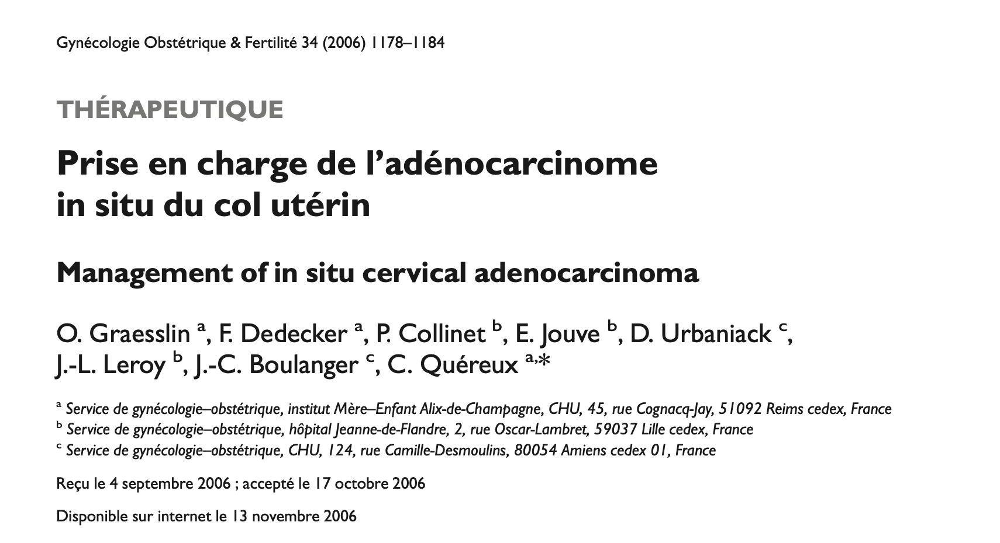 Gynécologie Obstétrique & Fertilité 34 (2006) 1178–1184
THÉRAPEUTIQUE
Prise en charge de l’adénocarcinome
in situ du col utérin
Management of in situ cervical adenocarcinoma
O. Graesslin a, F. Dedecker a, P. Collinet b, E. Jouve b, D. Urbaniack c,
J.-L. Leroy b, J.-C. Boulanger c, C. Quéreux a,*
a Service de gynécologie–obstétrique, institut Mère–Enfant Alix-de-Champagne, CHU, 45, rue Cognacq-Jay, 51092 Reims cedex, France
b Service de gynécologie–obstétrique, hôpital Jeanne-de-Flandre, 2, rue Oscar-Lambret, 59037 Lille cedex, France
c Service de gynécologie–obstétrique, CHU, 124, rue Camille-Desmoulins, 80054 Amiens cedex 01, France
Reçu le 4 septembre 2006 ; accepté le 17 octobre 2006
Disponible sur internet le 13 novembre 2006